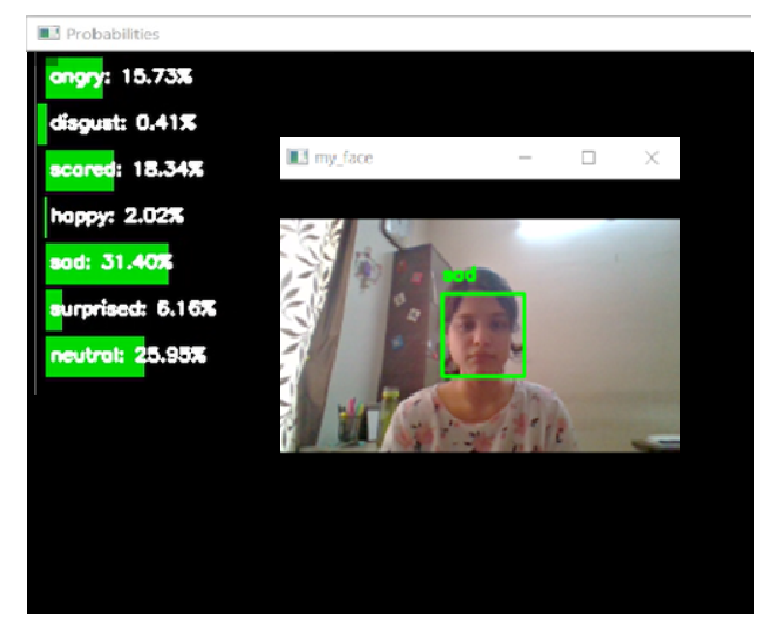 Probabilities
angry: 15.73%
disgust: 0.41%
scared: 18.34%
happy: 2.02%
sad: 31.40%
surprised: 6.16%
neutral: 25.95%
my_face
sad